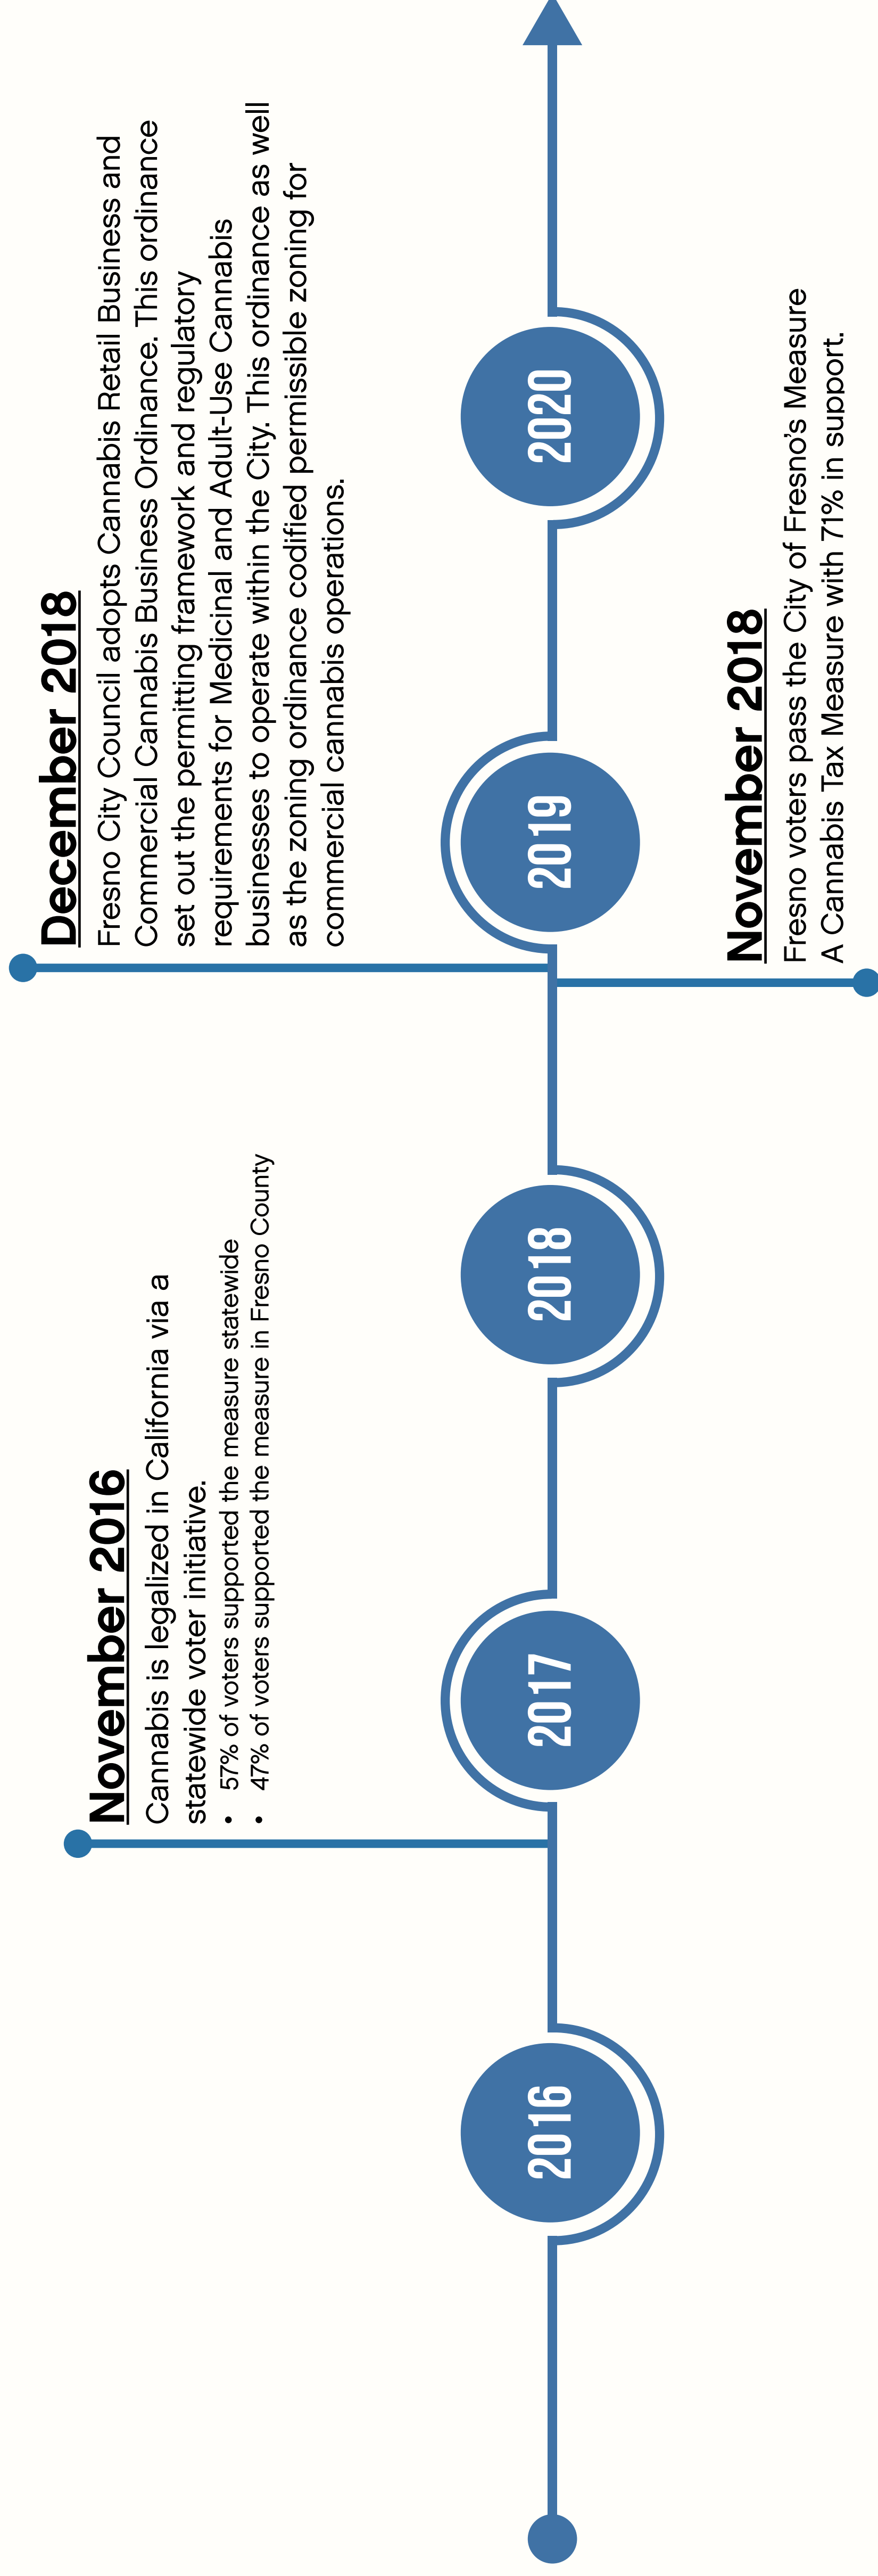 November 2016
Cannabis is legalized in California via a
statewide voter initiative.
• 57% of voters supported the measure statewide
• 47% of voters supported the measure in Fresno County
December 2018
Fresno City Council adopts Cannabis Retail Business and
Commercial Cannabis Business Ordinance. This ordinance
set out the permitting framework and regulatory
requirements for Medicinal and Adult-Use Cannabis
businesses to operate within the City. This ordinance as well
as the zoning ordinance codified permissible zoning for
commercial cannabis operations.
2016
2017
2018
2019
2020
November 2018
Fresno voters pass the City of Fresno’s Measure
A Cannabis Tax Measure with 71% in support.